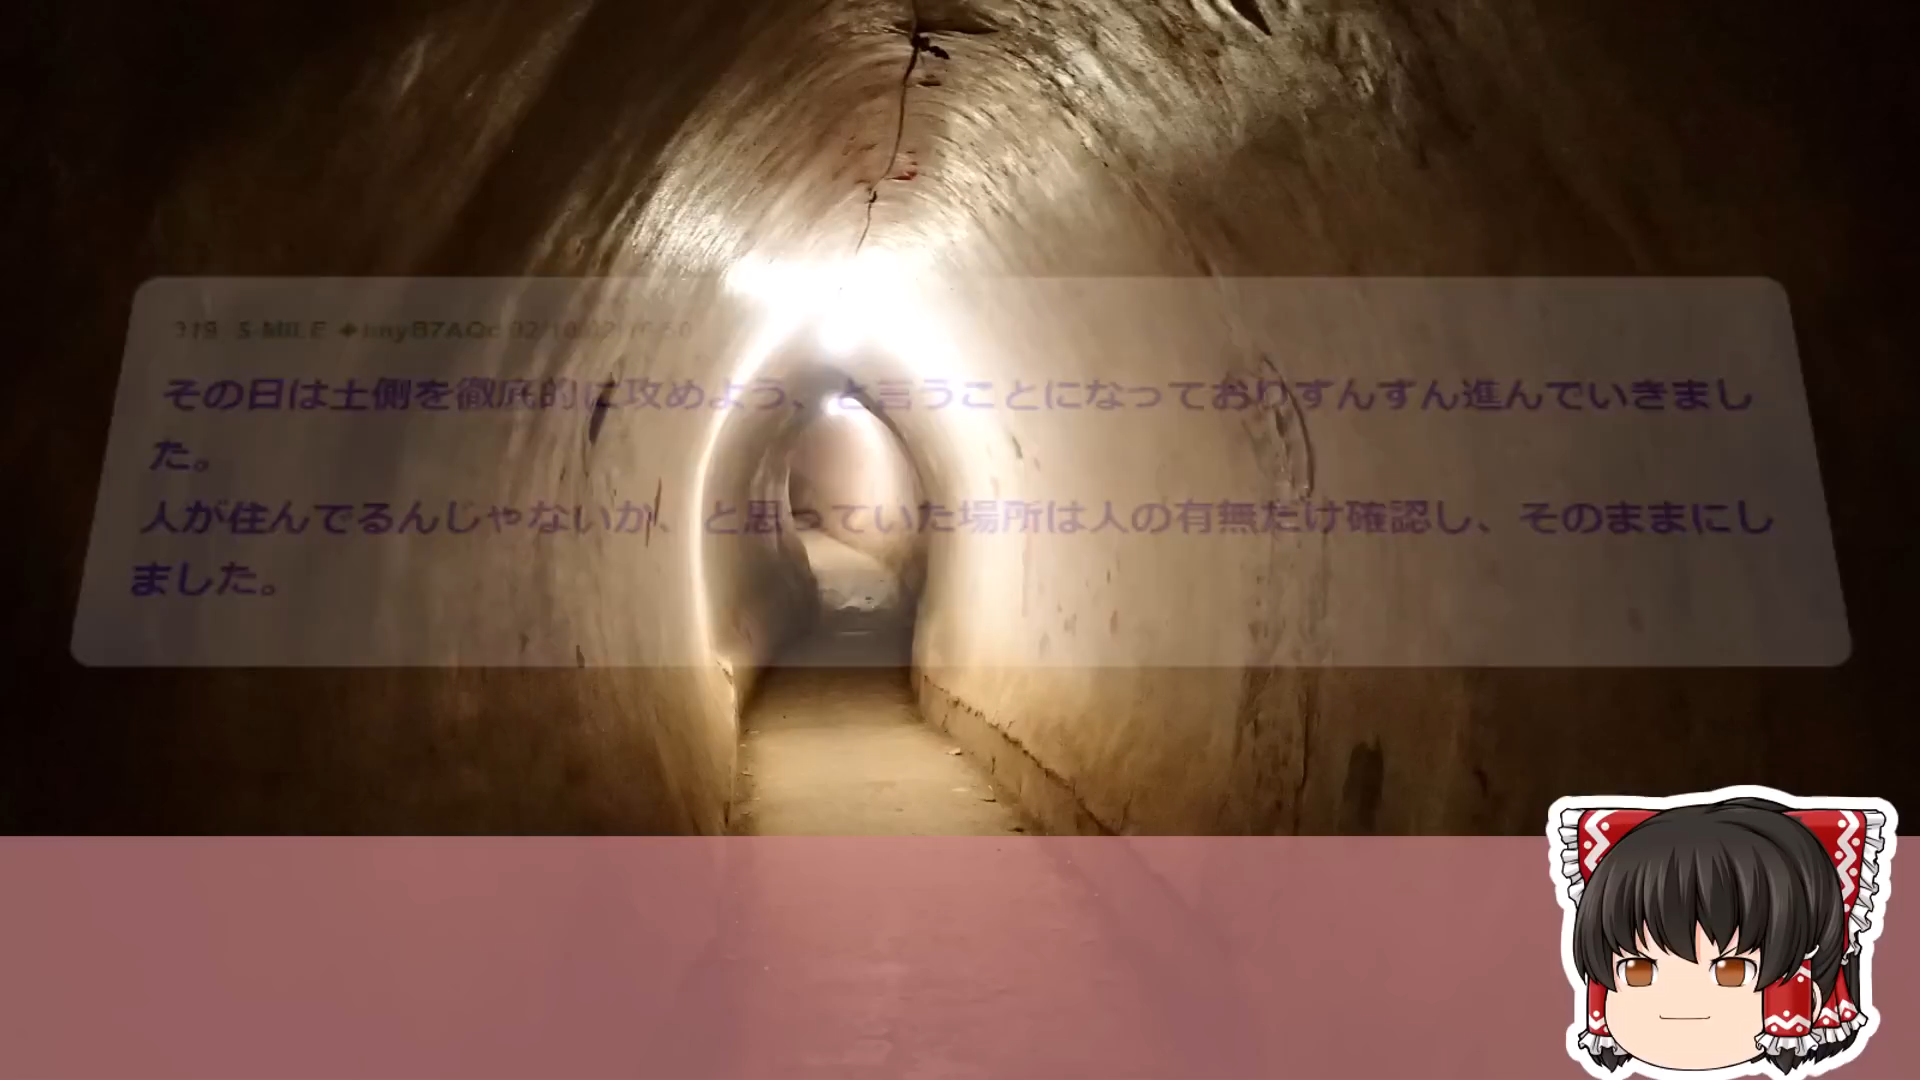 319 S-MILE
その日は土側を徹底的に攻めよう、と言うことになっておりずんずん進んでいきまし
た。
人が住んでるんじゃないか、と思っていた場所は人の有無だけ確認し、そのままにし
ました。